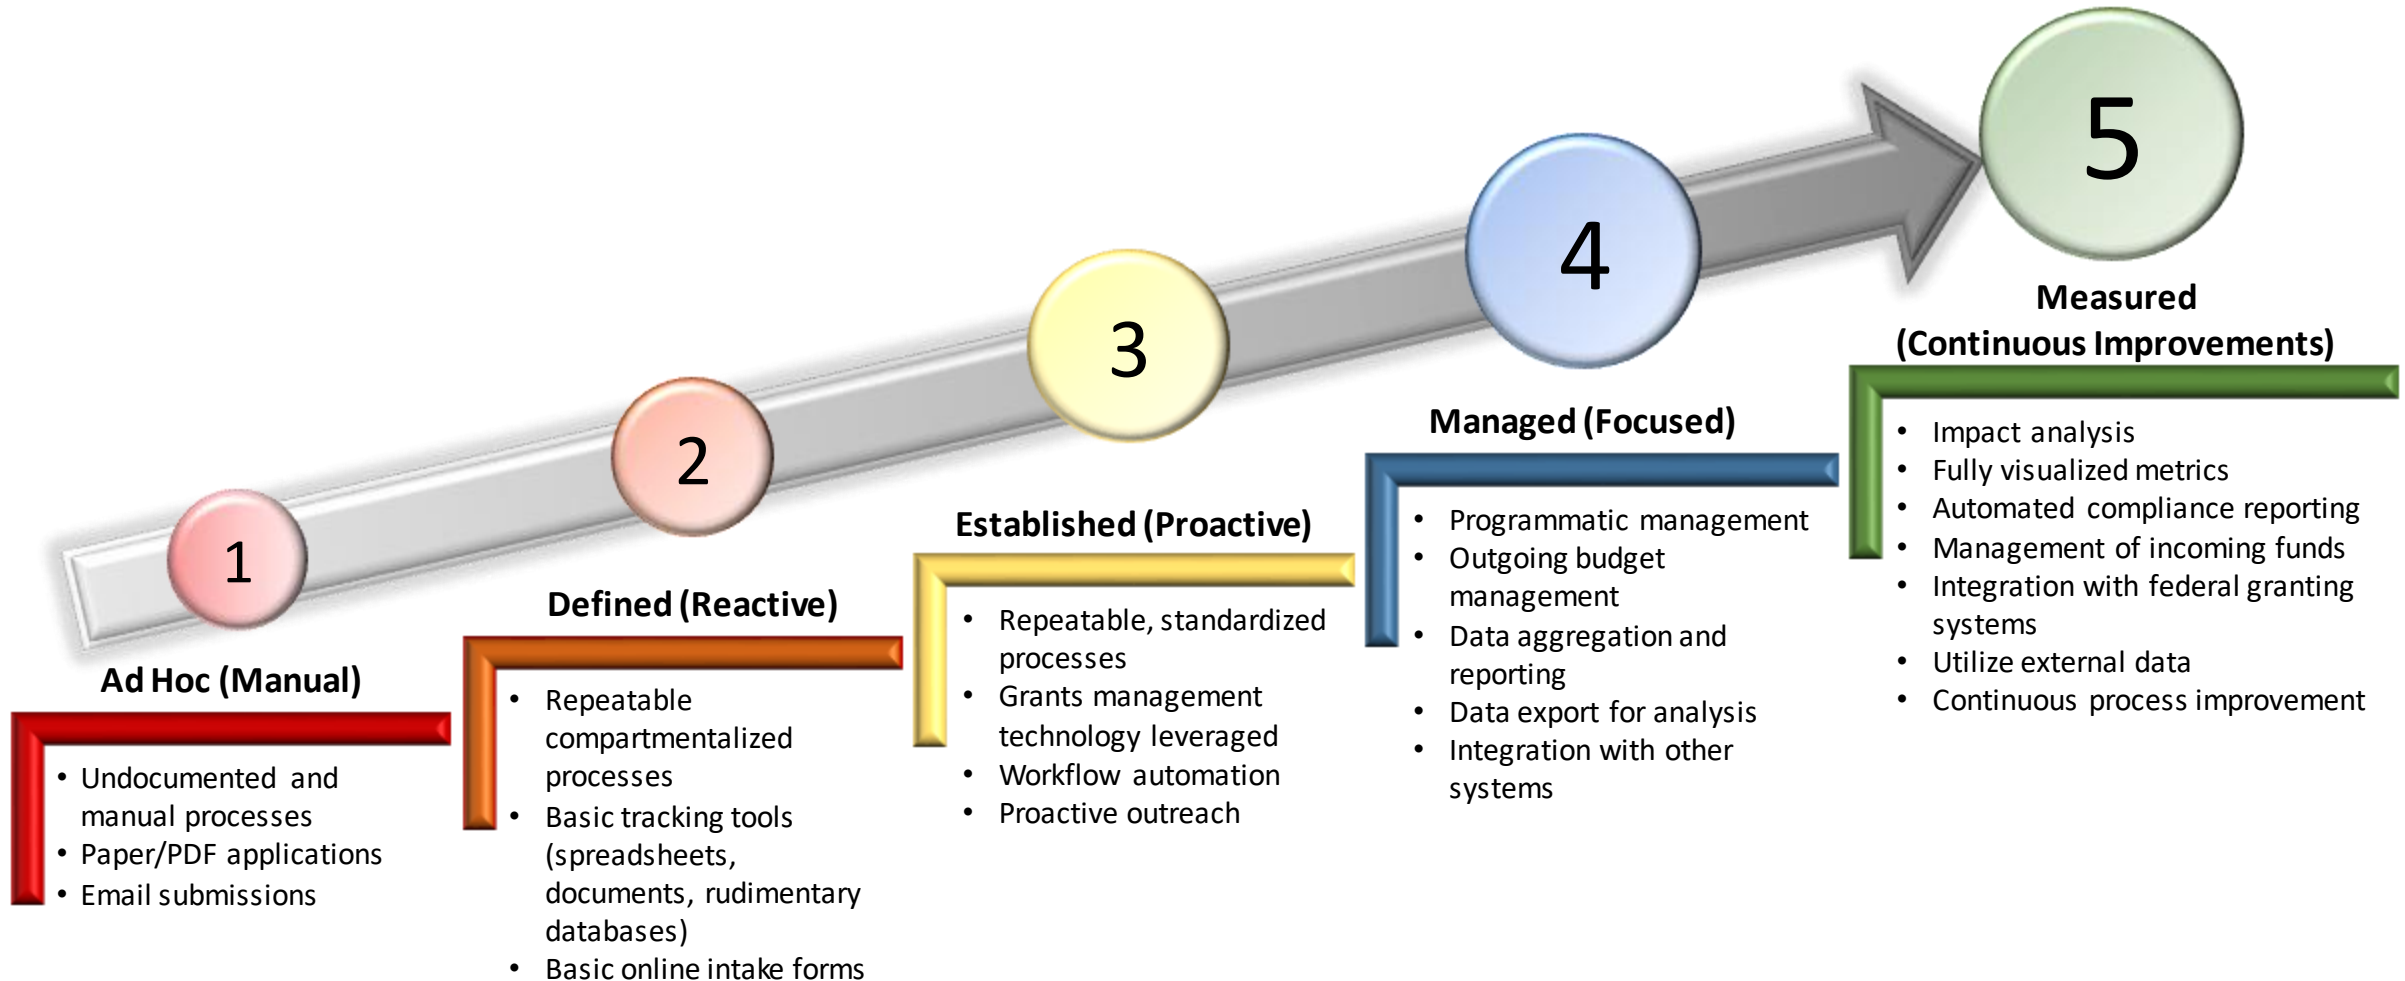 1
Ad Hoc (Manual)
• Undocumented and
manual processes
• Paper/PDF applications
• Email submissions
2
Defined (Reactive)
• Repeatable
compartmentalized
processes
• Basic tracking tools
(spreadsheets,
documents, rudimentary
databases)
• Basic online intake forms
3
Established (Proactive)
• Repeatable, standardized
processes
• Grants management
technology leveraged
• Workflow automation
• Proactive outreach
4
Managed (Focused)
• Programmatic management
• Outgoing budget
management
• Data aggregation and
reporting
• Data export for analysis
• Integration with other
systems
5
Measured
(Continuous Improvements)
• Impact analysis
• Fully visualized metrics
• Automated compliance reporting
• Management of incoming funds
• Integration with federal granting
systems
• Utilize external data
• Continuous process improvement